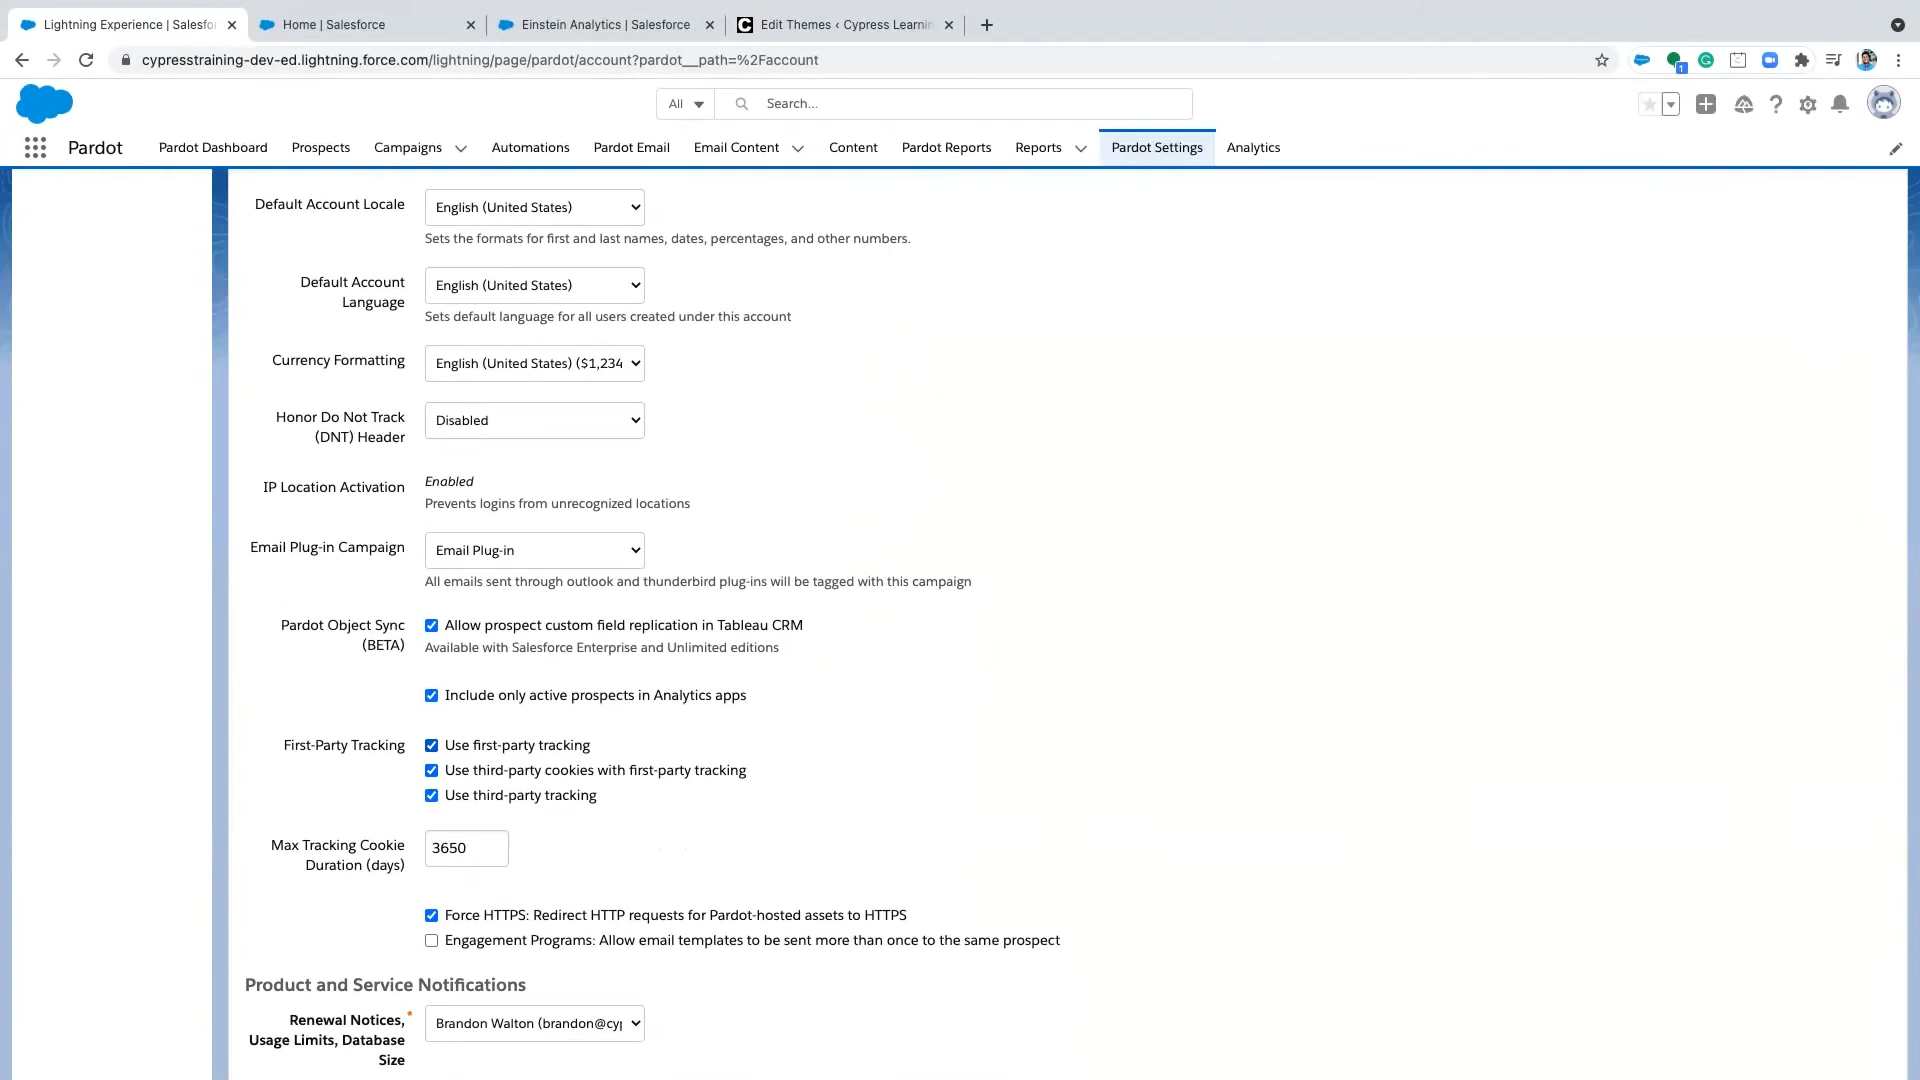 Lightning Experience | Salesfor
Home | Salesforce
Einstein Analytics | Salesforce
Edit Themes ‹ Cypress Learnin
cypresstraining-dev-ed.lightning.force.com/lightning/page/pardot/account?pardot__path=%2Faccount
1
All
Search...
Pardot
Pardot Dashboard
Prospects
Campaigns
Automations
Pardot Email
Email Content
Content
Pardot Reports
Reports
Pardot Settings
Analytics
Default Account Locale
English (United States)
Sets the formats for first and last names, dates, percentages, and other numbers.
Default Account
Language
English (United States)
Sets default language for all users created under this account
Currency Formatting
English (United States) ($1,234
Honor Do Not Track
(DNT) Header
Disabled
IP Location Activation
Enabled
Prevents logins from unrecognized locations
Email Plug-in Campaign
Email Plug-in
All emails sent through outlook and thunderbird plug-ins will be tagged with this campaign
Pardot Object Sync
(BETA)
Allow prospect custom field replication in Tableau CRM
Available with Salesforce Enterprise and Unlimited editions
Include only active prospects in Analytics apps
First-Party Tracking
Use first-party tracking
Use third-party cookies with first-party tracking
Use third-party tracking
Max Tracking Cookie
Duration (days)
3650
Force HTTPS: Redirect HTTP requests for Pardot-hosted assets to HTTPS
Engagement Programs: Allow email templates to be sent more than once to the same prospect
Product and Service Notifications
Renewal Notices,*
Usage Limits, Database
Size
Brandon Walton (brandon@cyp